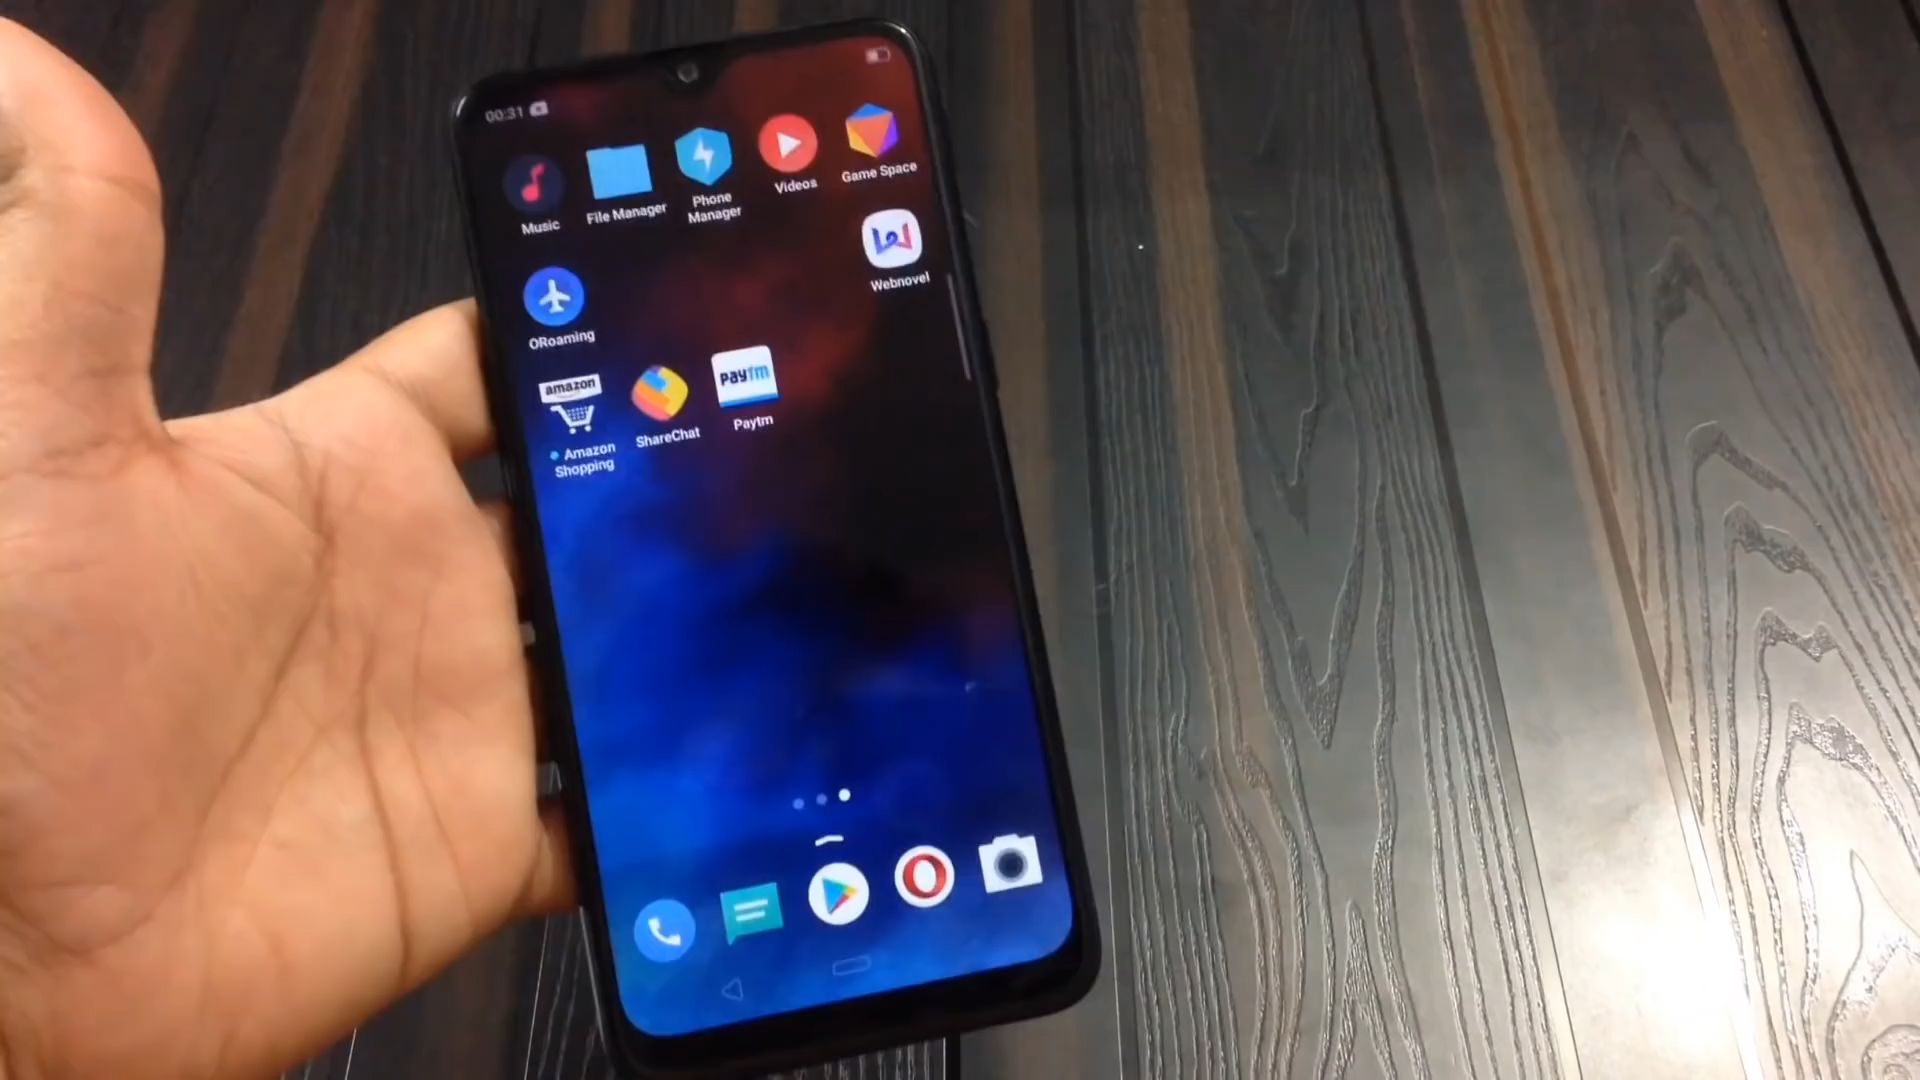 00:31
Music
File Manager
Phone
Manager
Videos
Game Space
Webnovel
ORoaming
amazon
Amazon
Shopping
ShareChat
paytm
Paytm